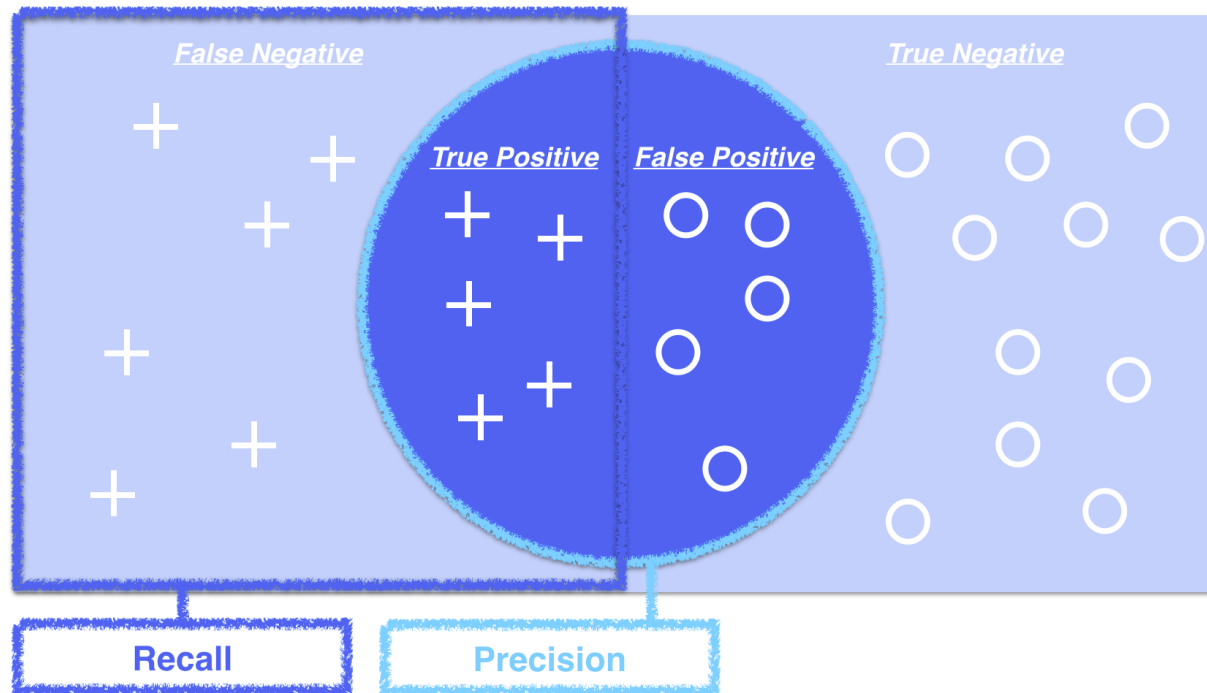 False Negative
True Negative
True Positive
False Positive
Recall
Precision